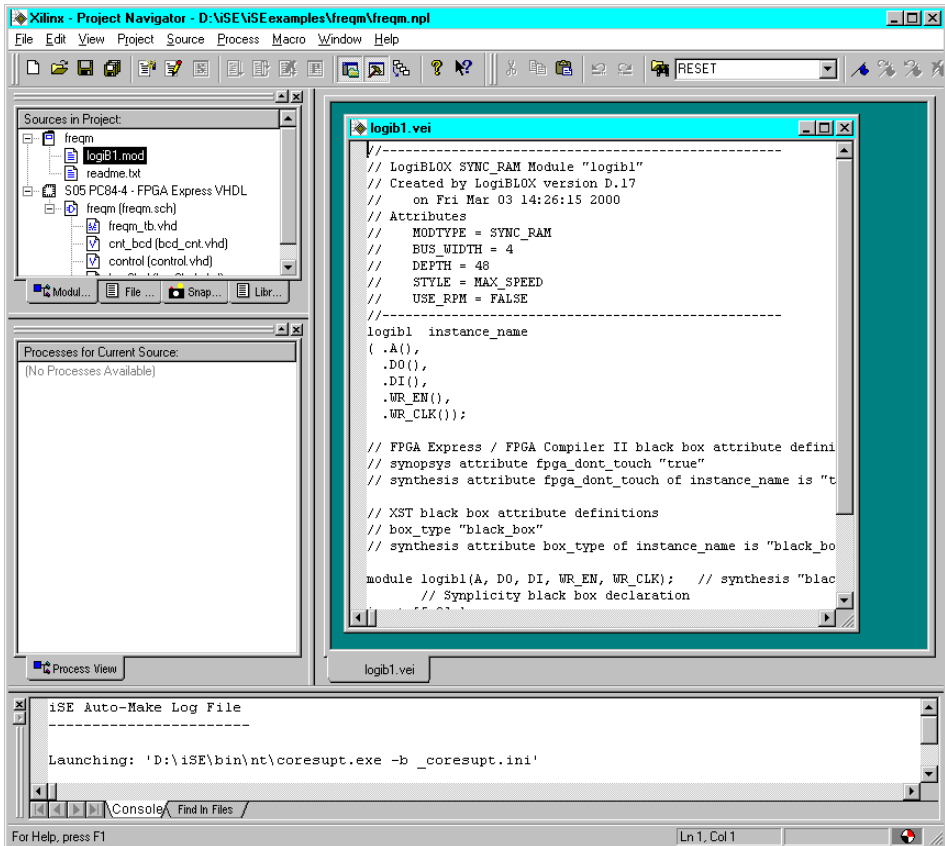 Xilinx - Project Navigator - D:\iSE\iSEexamples\freqm\freqm.npl
File Edit View Project Source Process Macro Window Help
RESET
Sources in Project:
freqm
logiB1.mod
readme.txt
S05 PC84-4 - FPGA Express VHDL
freqm (freqm.sch)
freqm_tb.vhd
cnt_bcd (bcd_cnt.vhd)
control (control.vhd)
Modul... File ... Snap... Libr...
Processes for Current Source:
(No Processes Available)
Process View
logib1.vei
//--------------------------------------------------
// LogiBLOX SYNC_RAM Module "logib1"
// Created by LogiBLOX version D.17
// on Fri Mar 03 14:26:15 2000
// Attributes
// MODTYPE = SYNC_RAM
// BUS_WIDTH = 4
// DEPTH = 48
// STYLE = MAX_SPEED
// USE_RPM = FALSE
//--------------------------------------------------
logib1 instance_name
( .A(),
.DO(),
.DI(),
.WR_EN(),
.WR_CLK());
// FPGA Express / FPGA Compiler II black box attribute defini
// synopsys attribute fpga_dont_touch "true"
// synthesis attribute fpga_dont_touch of instance_name is "t
// XST black box attribute definitions
// box_type "black_box"
// synthesis attribute box_type of instance_name is "black_bo
module logib1(A, DO, DI, WR_EN, WR_CLK); // synthesis "blac
// Synplicity black box declaration
logib1.vei
iSE Auto-Make Log File
-----------------------
Launching: 'D:\iSE\bin\nt\coresupt.exe -b _coresupt.ini'
Console Find In Files
For Help, press F1
Ln 1, Col 1